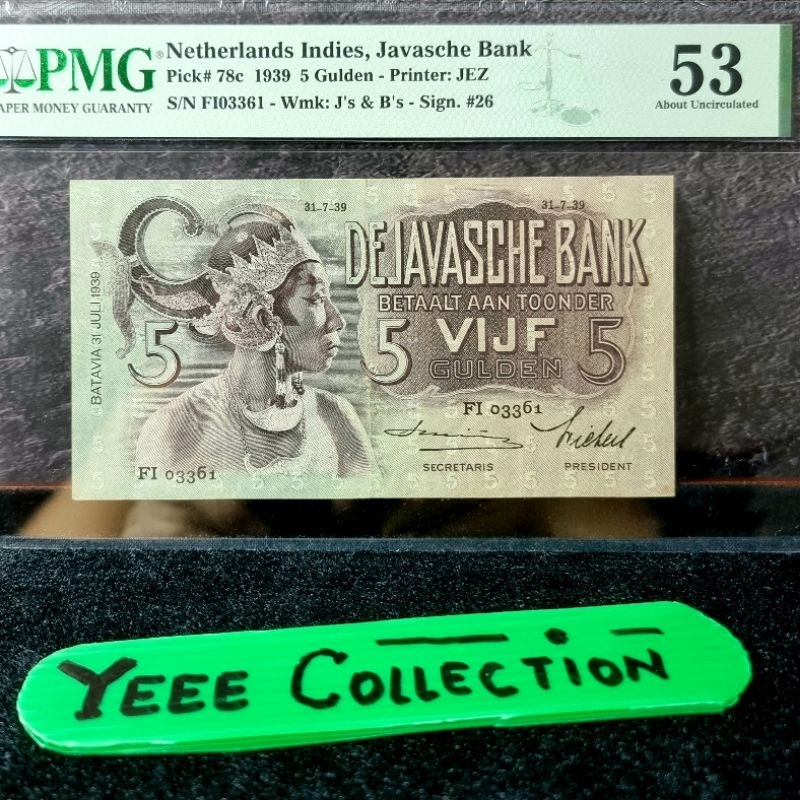 PMG
PAPER MONEY GUARANTY
Netherlands Indies, Javasche Bank
Pick# 78c 1939 5 Gulden - Printer: JEZ
S/N FI03361 - Wmk: J's & B's - Sign. #26
53
About Uncirculated
31-7-39 31-7-39
DE JAVASCHE BANK
BETAALT AAN TOONDER
5 5 VIJF 5
GULDEN
BATAVIA 31 JULI 1939
FI 03361
FI 03361
SECRETARIS PRESIDENT
YEEE COLLECTION